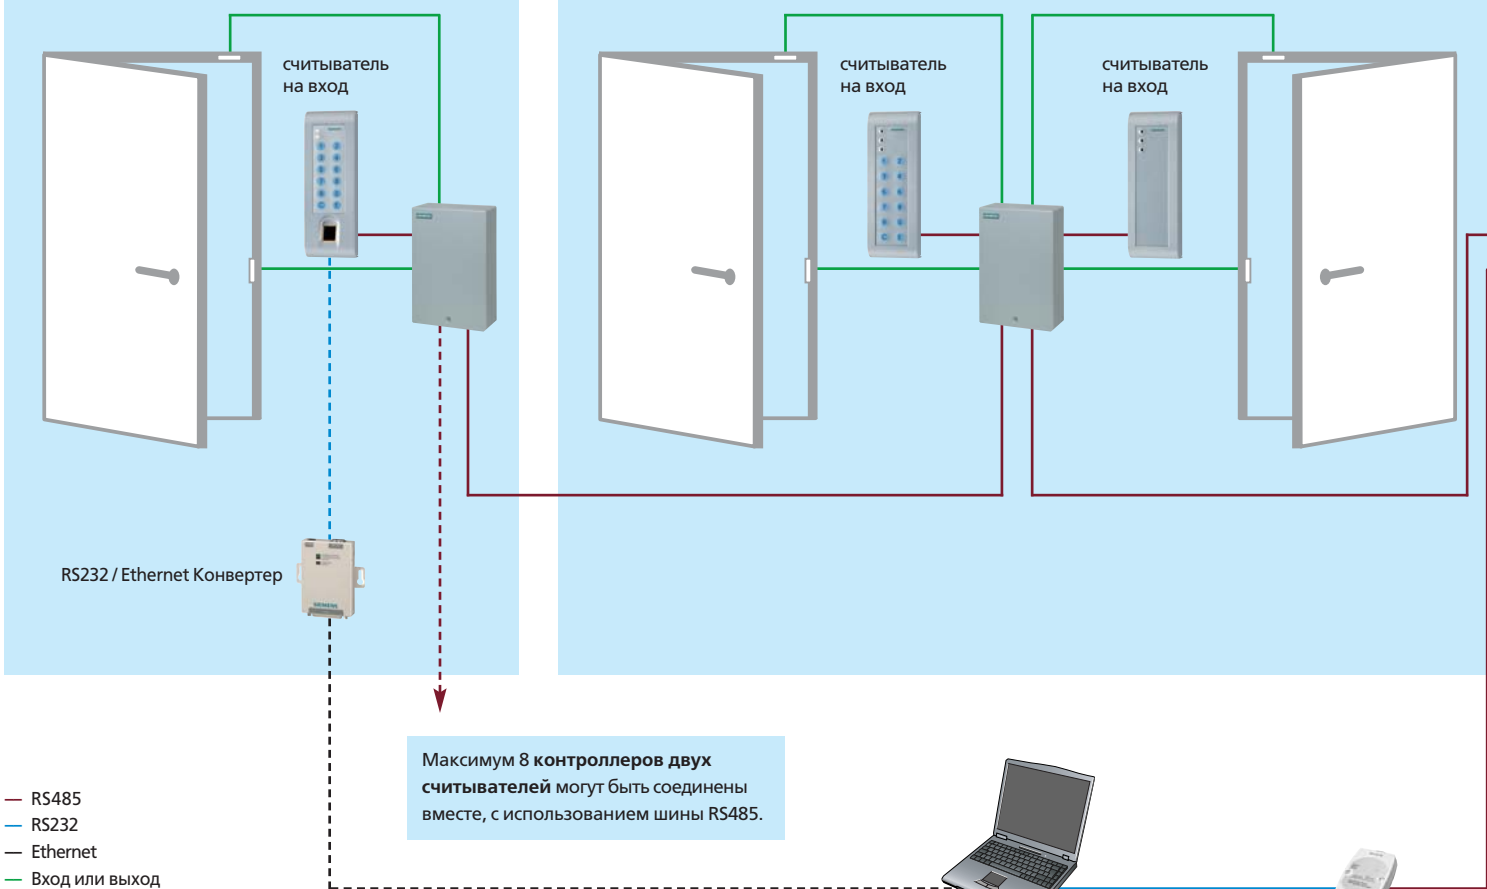 считыватель
на вход
считыватель
на вход
считыватель
на вход
RS232 / Ethernet Конвертер
Максимум 8 контроллеров двух
считывателей могут быть соединены
вместе, с использованием шины RS485.
— RS485
— RS232
— Ethernet
— Вход или выход